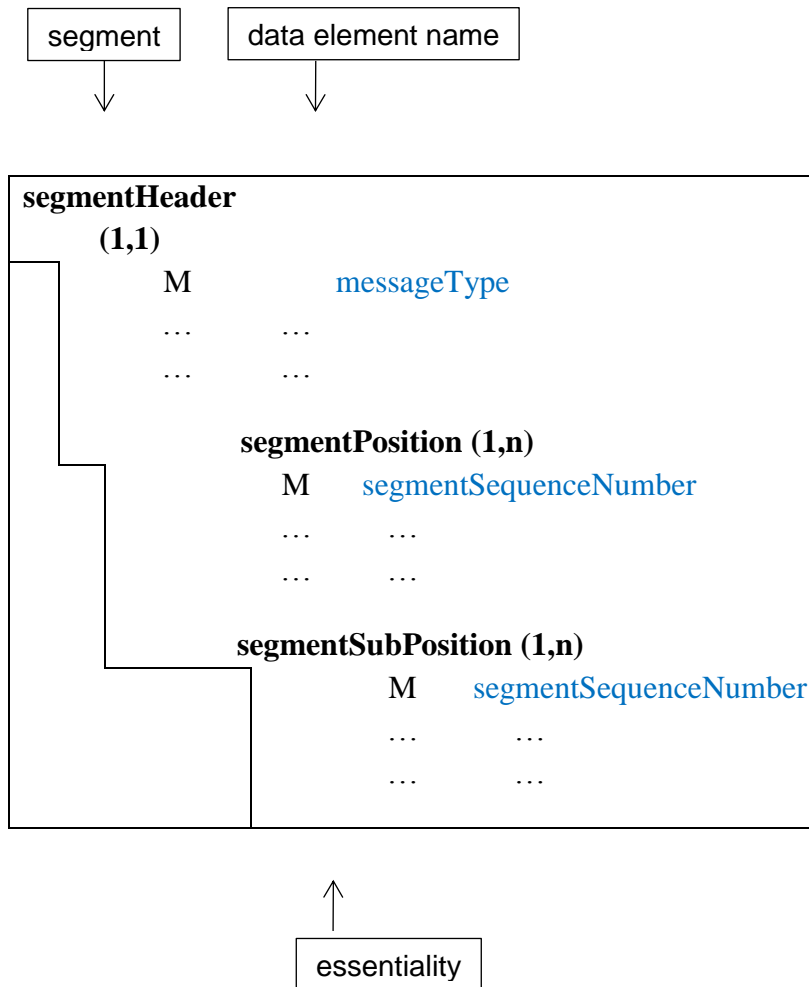 segment data element name
segmentHeader
(1,1)
M messageType
… …
… …
segmentPosition (1,n)
M segmentSequenceNumber
… …
… …
segmentSubPosition (1,n)
M segmentSequenceNumber
… …
… …
essentiality